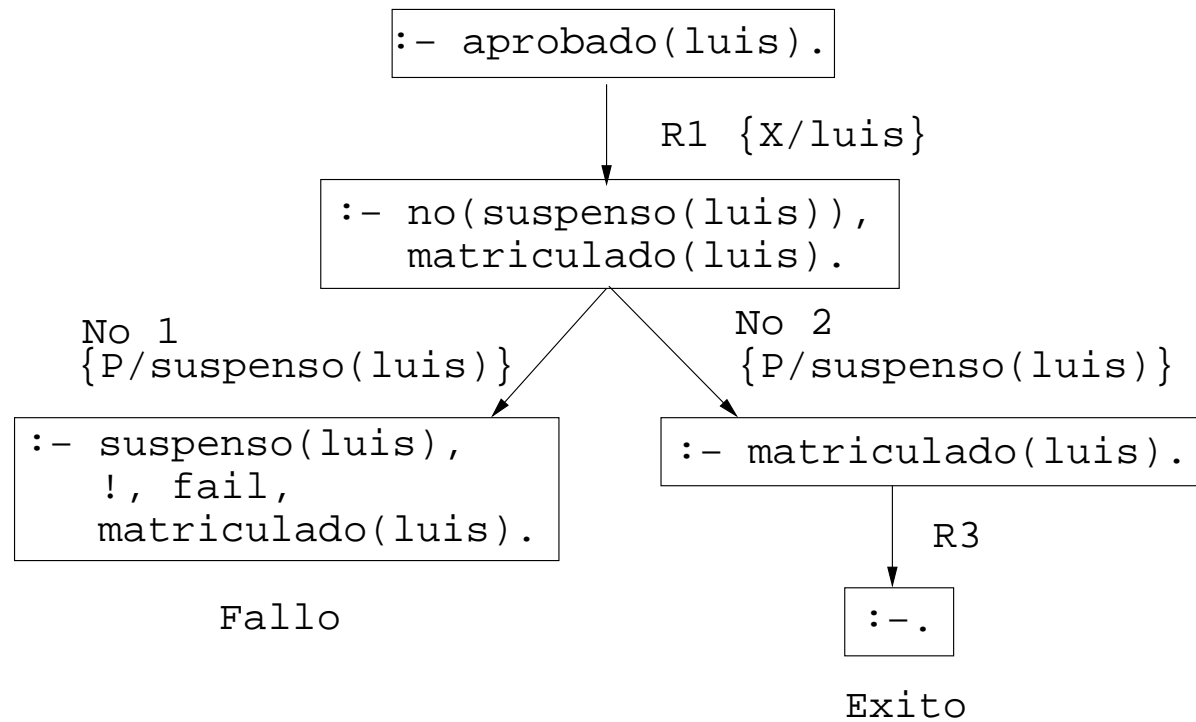 :- aprobado(luis).
R1 {X/luis}
:- no(suspenso(luis)),
matriculado(luis).
No 1
{P/suspenso(luis)}
No 2
{P/suspenso(luis)}
:- suspenso(luis),
!, fail,
matriculado(luis).
:- matriculado(luis).
R3
Fallo
:-.
Exito